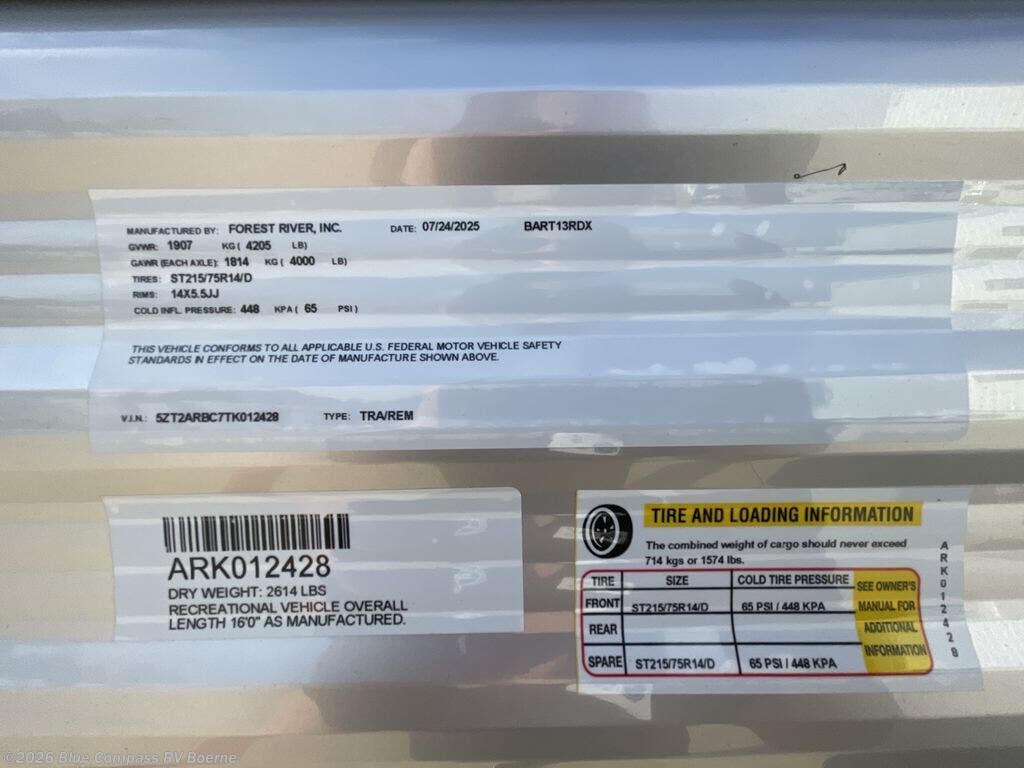 MANUFACTURED BY: FOREST RIVER, INC. DATE: 07/24/2025 BART13RDX
GVWR: 1907 KG ( 4205 LB)
GAWR (EACH AXLE): 1814 KG ( 4000 LB)
TIRES: ST215/75R14/D
RIMS: 14X5.5JJ
COLD INFL. PRESSURE: 448 KPA ( 65 PSI )
THIS VEHICLE CONFORMS TO ALL APPLICABLE U.S. FEDERAL MOTOR VEHICLE SAFETY
STANDARDS IN EFFECT ON THE DATE OF MANUFACTURE SHOWN ABOVE.
V.I.N.: 5ZT2ARBC7TK012428 TYPE: TRA/REM
ARK012428
DRY WEIGHT: 2614 LBS
RECREATIONAL VEHICLE OVERALL
LENGTH 16'0" AS MANUFACTURED.
TIRE AND LOADING INFORMATION
The combined weight of cargo should never exceed
714 kgs or 1574 lbs.
TIRE SIZE COLD TIRE PRESSURE
FRONT ST215/75R14/D 65 PSI / 448 KPA
REAR
SPARE ST215/75R14/D 65 PSI / 448 KPA
SEE OWNER'S
MANUAL FOR
ADDITIONAL
INFORMATION
ARK012428
©2026 Blue Compass RV Boerne